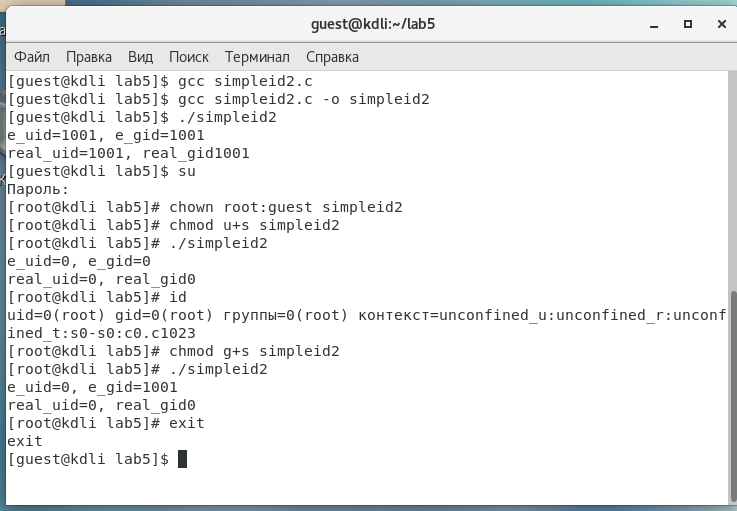 guest@kdli:~/lab5
Файл Правка Вид Поиск Терминал Справка
[guest@kdli lab5]$ gcc simpleid2.c
[guest@kdli lab5]$ gcc simpleid2.c -o simpleid2
[guest@kdli lab5]$ ./simpleid2
e_uid=1001, e_gid=1001
real_uid=1001, real_gid1001
[guest@kdli lab5]$ su
Пароль:
[root@kdli lab5]# chown root:guest simpleid2
[root@kdli lab5]# chmod u+s simpleid2
[root@kdli lab5]# ./simpleid2
e_uid=0, e_gid=0
real_uid=0, real_gid0
[root@kdli lab5]# id
uid=0(root) gid=0(root) группы=0(root) контекст=unconfined_u:unconfined_r:unconf
ined_t:s0-s0:c0.c1023
[root@kdli lab5]# chmod g+s simpleid2
[root@kdli lab5]# ./simpleid2
e_uid=0, e_gid=1001
real_uid=0, real_gid0
[root@kdli lab5]# exit
exit
[guest@kdli lab5]$